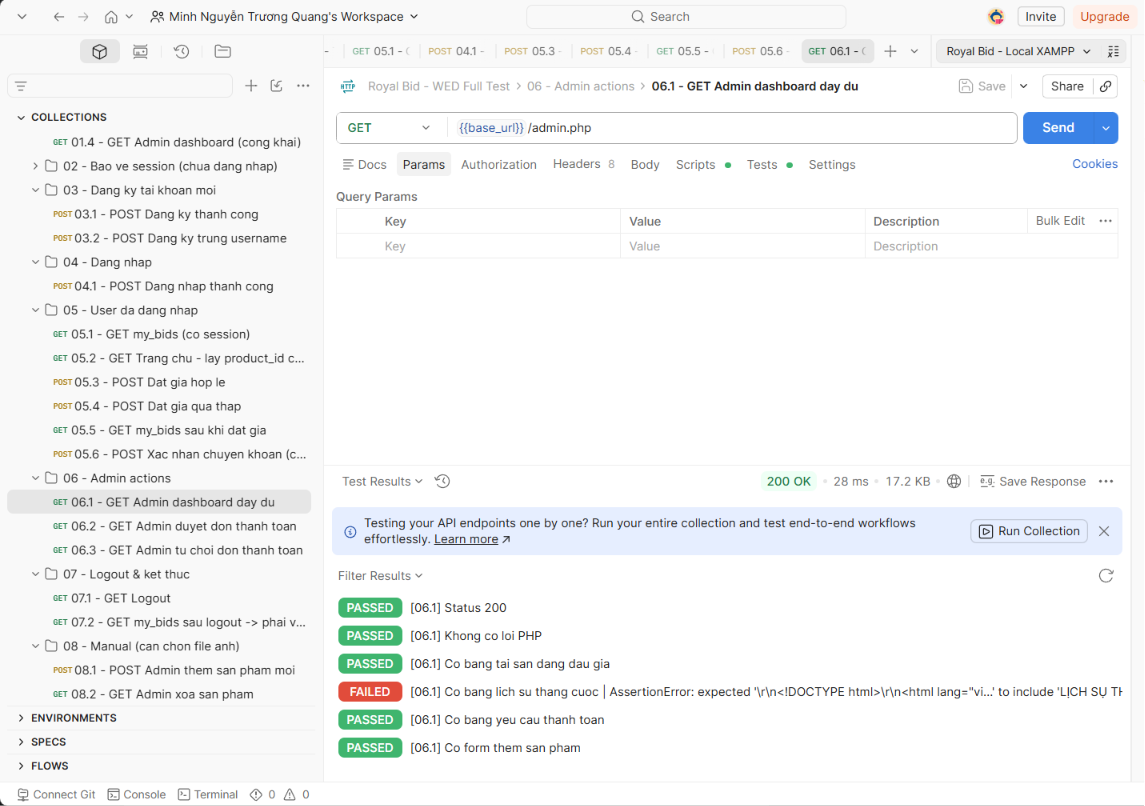 Minh Nguyễn Trương Quang's Workspace
Search
Invite
Upgrade
GET 05.1 -
POST 04.1 -
POST 05.3 -
POST 05.4 -
GET 05.5 -
POST 05.6 -
GET 06.1 -
Royal Bid - Local XAMPP
HTTP Royal Bid - WED Full Test > 06 - Admin actions > 06.1 - GET Admin dashboard day du
Save
Share
GET {{base_url}} /admin.php
Send
Docs Params Authorization Headers 8 Body Scripts Tests Settings
Cookies
Query Params
Key Value Description Bulk Edit
Key Value Description
COLLECTIONS
GET 01.4 - GET Admin dashboard (cong khai)
02 - Bao ve session (chua dang nhap)
03 - Dang ky tai khoan moi
POST 03.1 - POST Dang ky thanh cong
POST 03.2 - POST Dang ky trung username
04 - Dang nhap
POST 04.1 - POST Dang nhap thanh cong
05 - User da dang nhap
GET 05.1 - GET my_bids (co session)
GET 05.2 - GET Trang chu - lay product_id c...
POST 05.3 - POST Dat gia hop le
POST 05.4 - POST Dat gia qua thap
GET 05.5 - GET my_bids sau khi dat gia
POST 05.6 - POST Xac nhan chuyen khoan (c...
06 - Admin actions
GET 06.1 - GET Admin dashboard day du
GET 06.2 - GET Admin duyet don thanh toan
GET 06.3 - GET Admin tu choi don thanh toan
07 - Logout & ket thuc
GET 07.1 - GET Logout
GET 07.2 - GET my_bids sau logout -> phai v...
08 - Manual (can chon file anh)
POST 08.1 - POST Admin them san pham moi
GET 08.2 - GET Admin xoa san pham
ENVIRONMENTS
SPECS
FLOWS
Test Results
200 OK • 28 ms • 17.2 KB
e.g. Save Response
Testing your API endpoints one by one? Run your entire collection and test end-to-end workflows
effortlessly. Learn more
Run Collection
Filter Results
PASSED [06.1] Status 200
PASSED [06.1] Khong co loi PHP
PASSED [06.1] Co bang tai san dang dau gia
FAILED [06.1] Co bang lich su thang cuoc | AssertionError: expected '\r\n<!DOCTYPE html>\r\n<html lang="vi...' to include 'LỊCH SỰ TH
PASSED [06.1] Co bang yeu cau thanh toan
PASSED [06.1] Co form them san pham
Connect Git Console Terminal 0 0